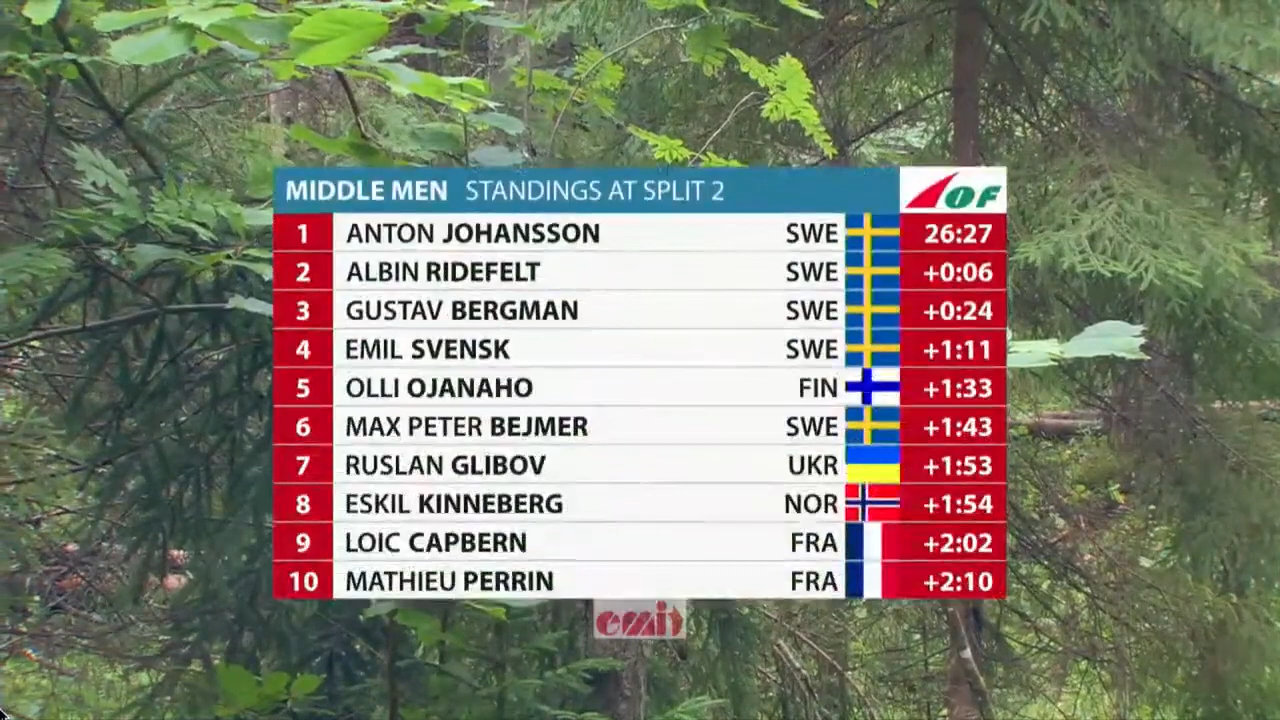 MIDDLE MEN STANDINGS AT SPLIT 2 IOF
1 ANTON JOHANSSON SWE 26:27
2 ALBIN RIDEFELT SWE +0:06
3 GUSTAV BERGMAN SWE +0:24
4 EMIL SVENSK SWE +1:11
5 OLLI OJANAHO FIN +1:33
6 MAX PETER BEJMER SWE +1:43
7 RUSLAN GLIBOV UKR +1:53
8 ESKIL KINNEBERG NOR +1:54
9 LOIC CAPBERN FRA +2:02
10 MATHIEU PERRIN FRA +2:10
emit